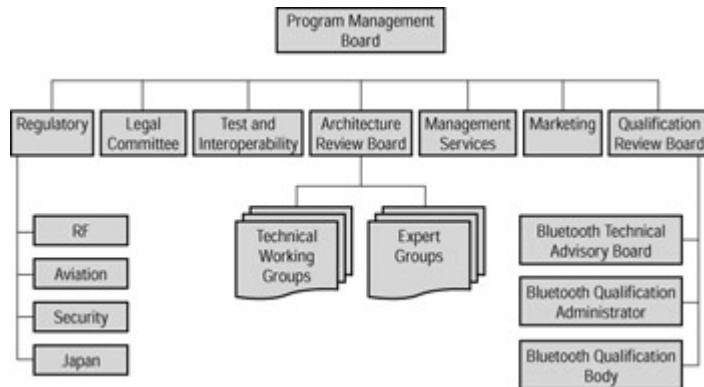 Program Management
Board
Regulatory
Legal
Committee
Test and
Interoperability
Architecture
Review Board
Management
Services
Marketing
Qualification
Review Board
RF
Aviation
Security
Japan
Technical
Working
Groups
Expert
Groups
Bluetooth Technical
Advisory Board
Bluetooth Qualification
Administrator
Bluetooth Qualification
Body